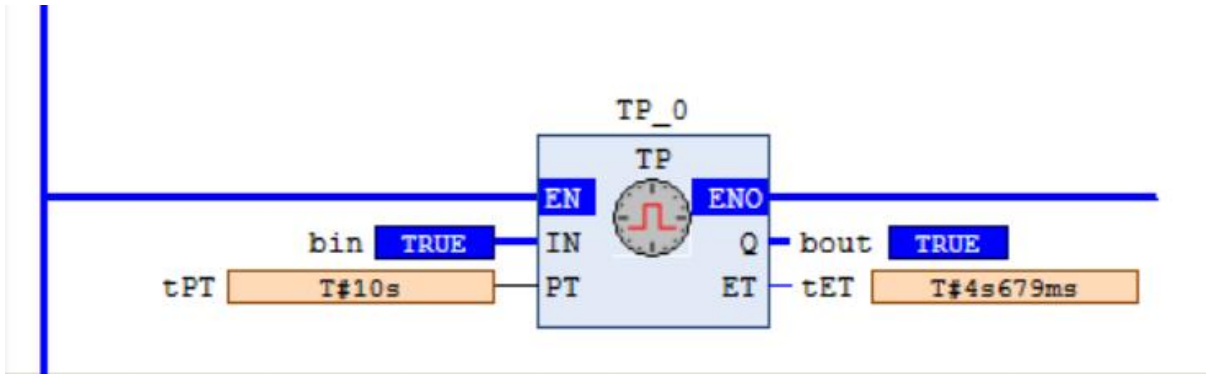 TP_0
TP
EN ENO
bin TRUE IN Q bout TRUE
tPT T#10s PT ET tET T#4s679ms